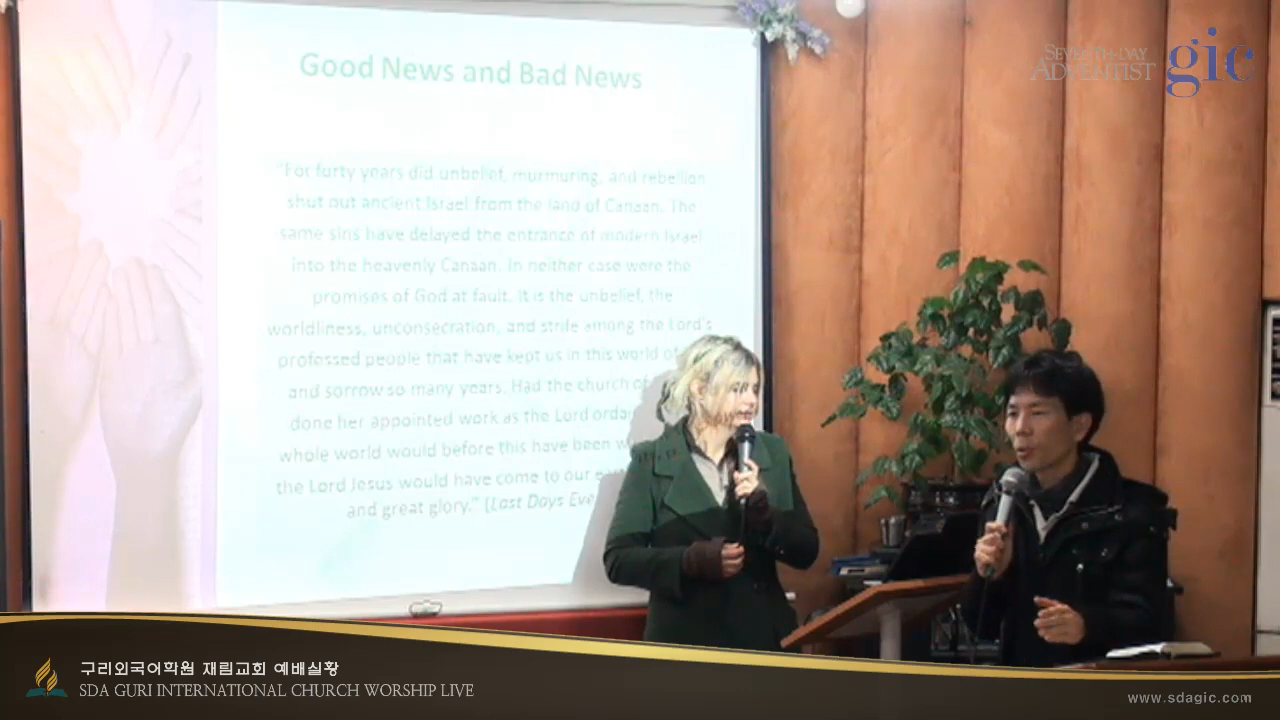 Good News and Bad News
SEVENTH-DAY
ADVENTIST gic
"For forty years did unbelief, murmuring, and rebellion
shut out ancient Israel from the land of Canaan. The
same sins have delayed the entrance of modern Israel
into the heavenly Canaan. In neither case were the
promises of God at fault. It is the unbelief, the
worldliness, unconsecration, and strife among the Lord's
professed people that have kept us in this world of
and sorrow so many years. Had the church of
done her appointed work as the Lord
whole world would before this have been
the Lord Jesus would have come to our
and great glory." (Last Days
구리외국어학원 재림교회 예배실황
SDA GURI INTERNATIONAL CHURCH WORSHIP LIVE
www.sdagic.com